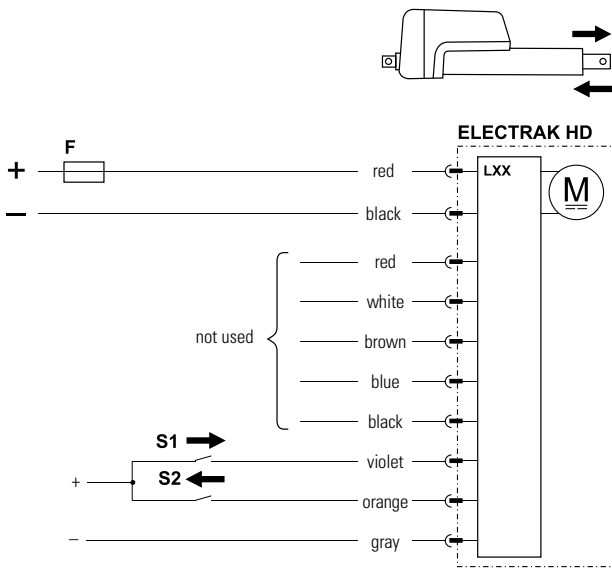 ELECTRAK HD
F
+
red
LXX
M
–
black
red
white
not used
brown
blue
black
S1
violet
+
S2
orange
–
gray